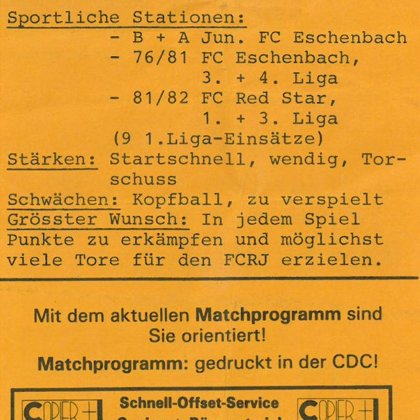 Sportliche Stationen:
- B + A Jun. FC Eschenbach
- 76/81 FC Eschenbach,
3. + 4. Liga
- 81/82 FC Red Star,
1. + 3. Liga
(9 1.Liga-Einsätze)
Stärken: Startschnell, wendig, Tor-
schuss
Schwächen: Kopfball, zu verspielt
Grösster Wunsch: In jedem Spiel
Punkte zu erkämpfen und möglichst
viele Tore für den FCRJ erzielen.
Mit dem aktuellen Matchprogramm sind
Sie orientiert!
Matchprogramm: gedruckt in der CDC!
Schnell-Offset-Service